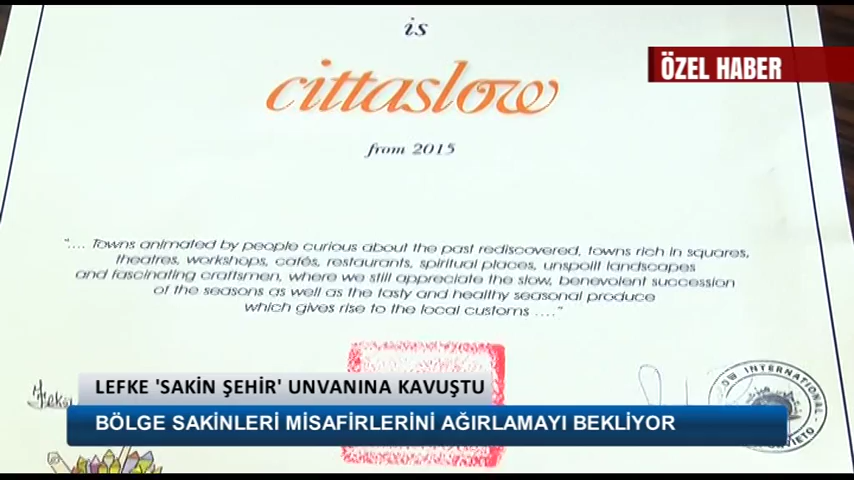 is
cittaslow
ÖZEL HABER
from 2015
".... Towns animated by people curious about the past rediscovered, towns rich in squares,
theatres, workshops, cafés, restaurants, spiritual places, unspoilt landscapes
and fascinating craftsmen, where we still appreciate the slow, benevolent succession
of the seasons as well as the tasty and healthy seasonal produce
which gives rise to the local customs ...."
LEFKE 'SAKİN ŞEHİR' UNVANINA KAVUŞTU
INTERNATIONAL
BÖLGE SAKİNLERİ MİSAFİRLERİNİ AĞIRLAMAYI BEKLİYOR